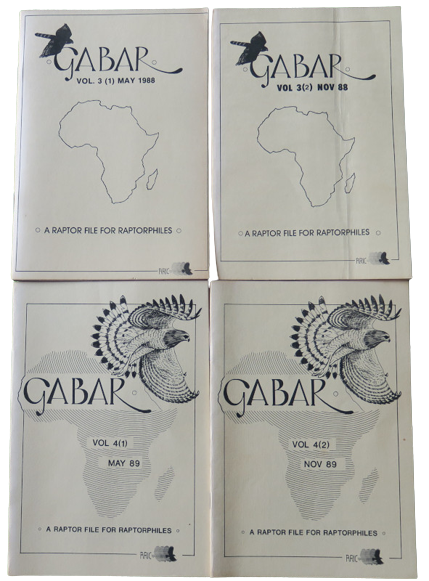 GABAR
VOL. 3 (1) MAY 1988
A RAPTOR FILE FOR RAPTORPHILES
GABAR
VOL 3(2) NOV 88
A RAPTOR FILE FOR RAPTORPHILES
GABAR
VOL 4(1)
MAY 89
A RAPTOR FILE FOR RAPTORPHILES
GABAR
VOL 4(2)
NOV 89
A RAPTOR FILE FOR RAPTORPHILES